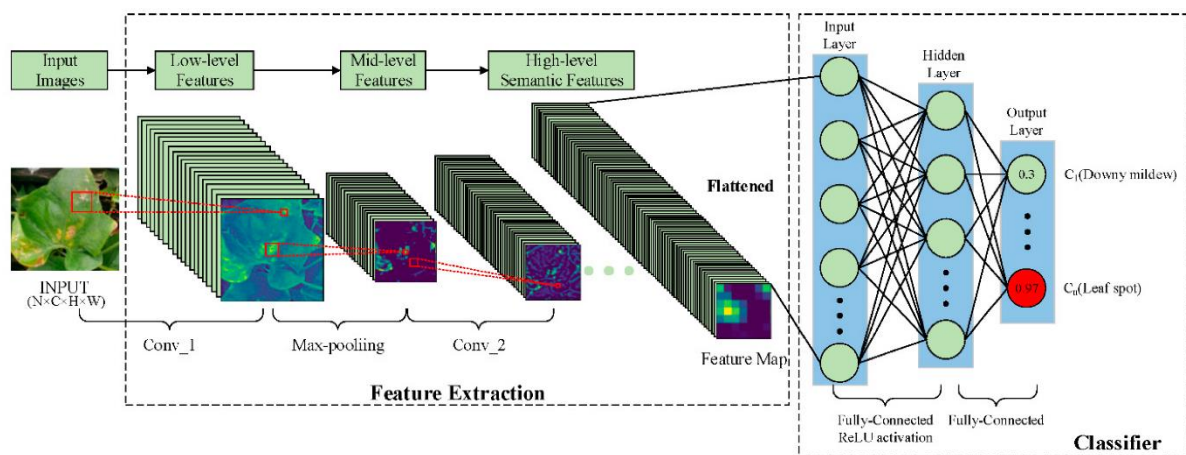 Input
Images
Low-level
Features
Mid-level
Features
High-level
Semantic Features
INPUT
(N×C×H×W)
Conv_1
Max-pooliing
Conv_2
Flattened
Feature Map
Feature Extraction
Input
Layer
Hidden
Layer
Output
Layer
0.3
C₁(Downy mildew)
0.97
Cₙ(Leaf spot)
Fully-Connected
ReLU activation
Fully-Connected
Classifier